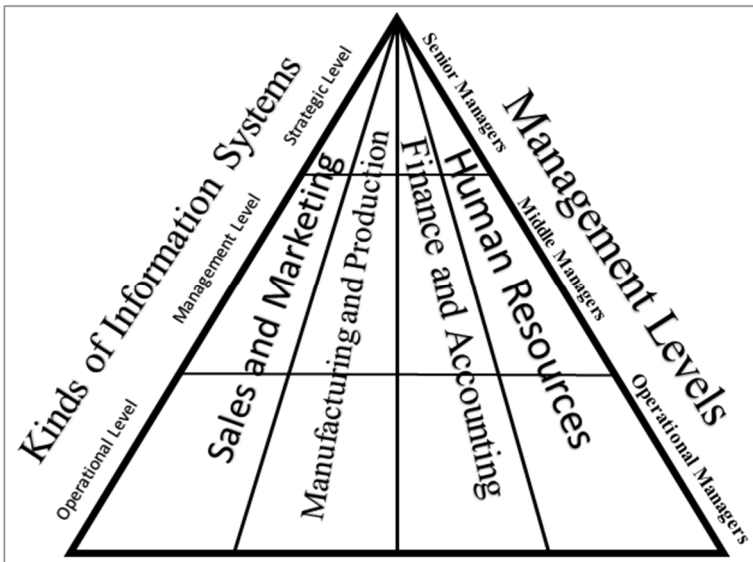 Kinds of Information Systems
Strategic Level
Management Level
Operational Level
Sales and Marketing
Manufacturing and Production
Finance and Accounting
Human Resources
Senior Managers
Middle Managers
Operational Managers
Management Levels